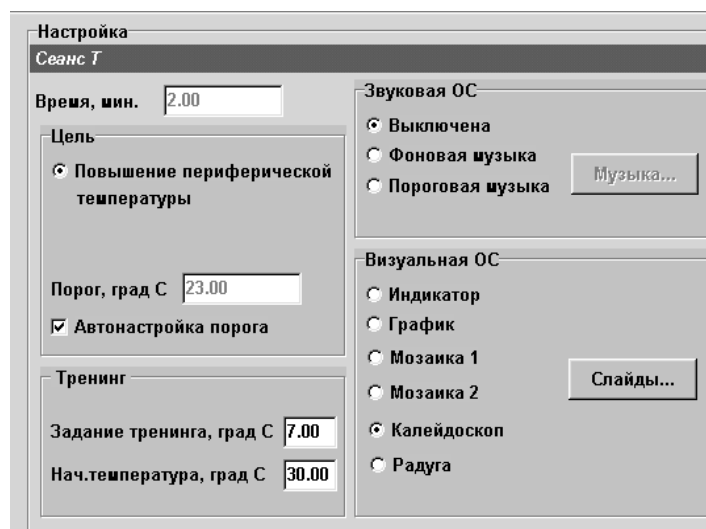 Настройка
Сеанс Т
Время, мин. 2.00
Цель
Повышение периферической
температуры
Порог, град С 23.00
Автонастройка порога
Тренинг
Задание тренинга, град С 7.00
Нач.температура, град С 30.00
Звуковая ОС
Выключена
Фоновая музыка
Пороговая музыка
Музыка...
Визуальная ОС
Индикатор
График
Мозаика 1
Мозаика 2
Слайды...
Калейдоскоп
Радуга